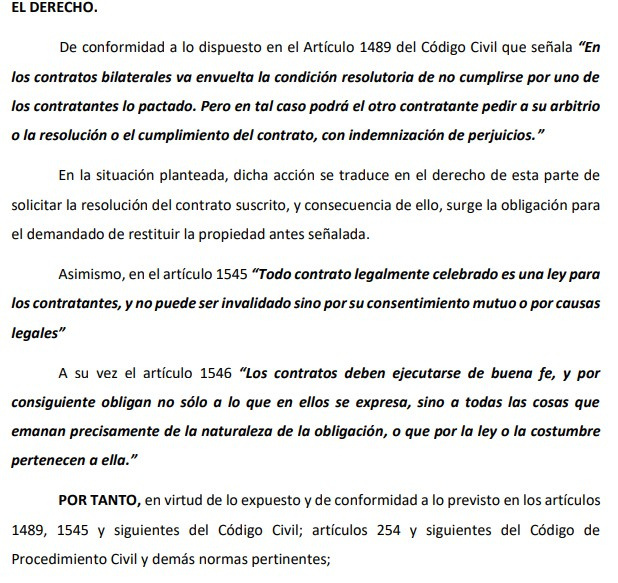 EL DERECHO.
De conformidad a lo dispuesto en el Artículo 1489 del Código Civil que señala “En
los contratos bilaterales va envuelta la condición resolutoria de no cumplirse por uno de
los contratantes lo pactado. Pero en tal caso podrá el otro contratante pedir a su arbitrio
o la resolución o el cumplimiento del contrato, con indemnización de perjuicios.”
En la situación planteada, dicha acción se traduce en el derecho de esta parte de
solicitar la resolución del contrato suscrito, y consecuencia de ello, surge la obligación para
el demandado de restituir la propiedad antes señalada.
Asimismo, en el artículo 1545 “Todo contrato legalmente celebrado es una ley para
los contratantes, y no puede ser invalidado sino por su consentimiento mutuo o por causas
legales”
A su vez el artículo 1546 “Los contratos deben ejecutarse de buena fe, y por
consiguiente obligan no sólo a lo que en ellos se expresa, sino a todas las cosas que
emanan precisamente de la naturaleza de la obligación, o que por la ley o la costumbre
pertenecen a ella.”
POR TANTO, en virtud de lo expuesto y de conformidad a lo previsto en los artículos
1489, 1545 y siguientes del Código Civil; artículos 254 y siguientes del Código de
Procedimiento Civil y demás normas pertinentes;